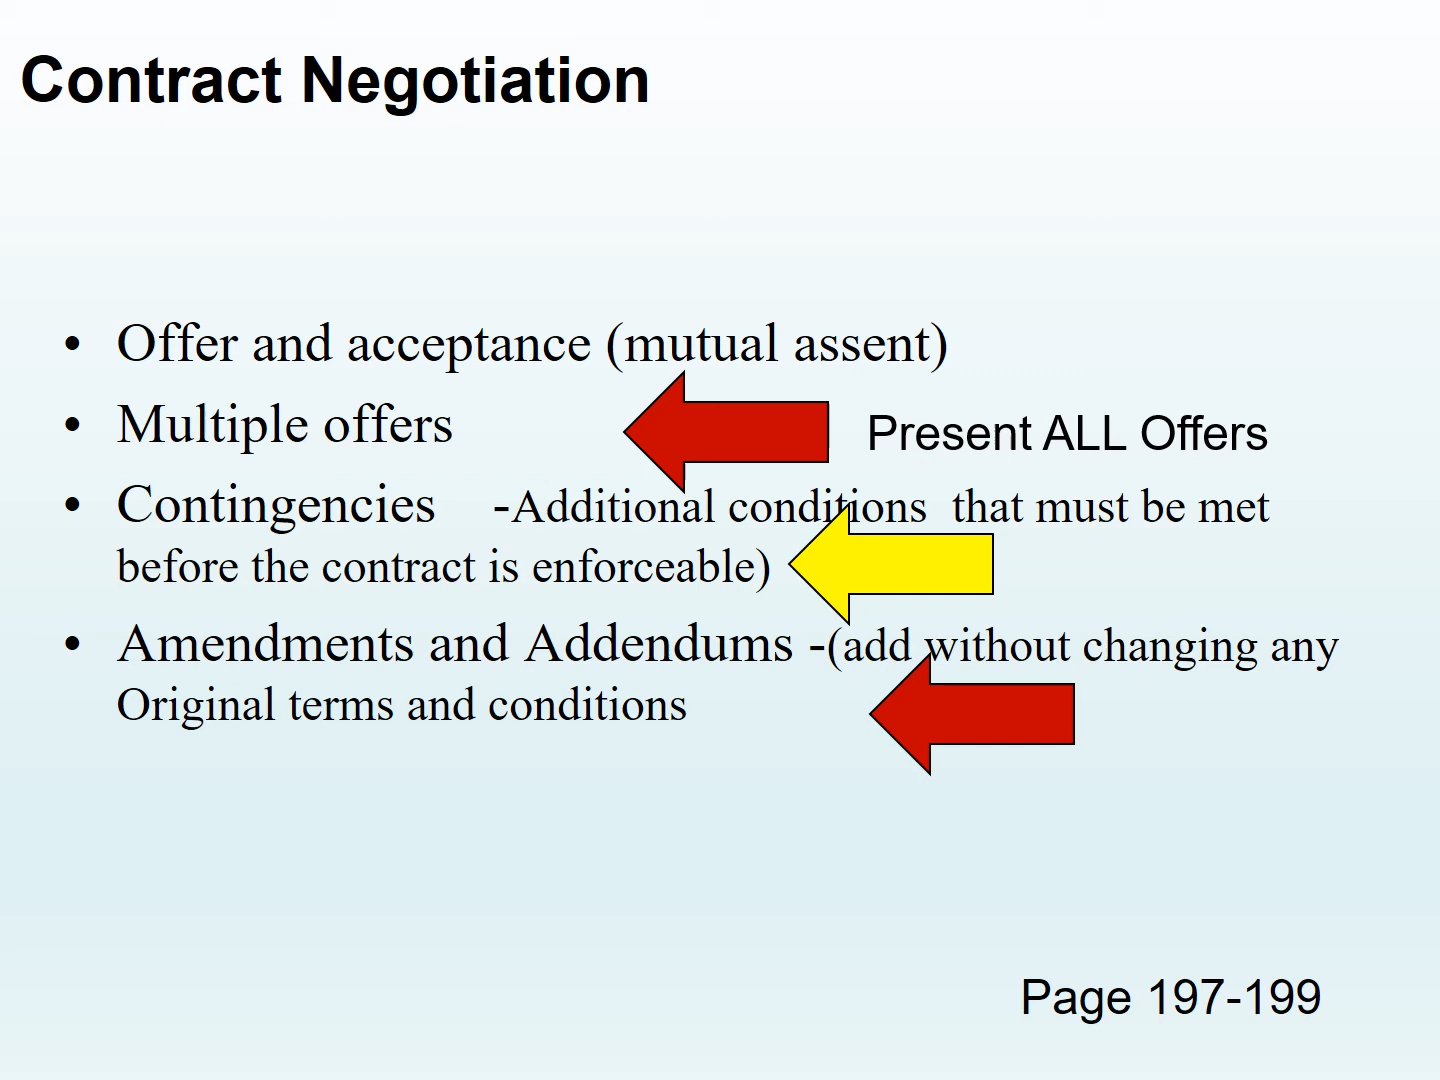 Contract Negotiation
• Offer and acceptance (mutual assent)
• Multiple offers
Present ALL Offers
• Contingencies -Additional conditions that must be met
before the contract is enforceable)
• Amendments and Addendums -(add without changing any
Original terms and conditions
Page 197-199